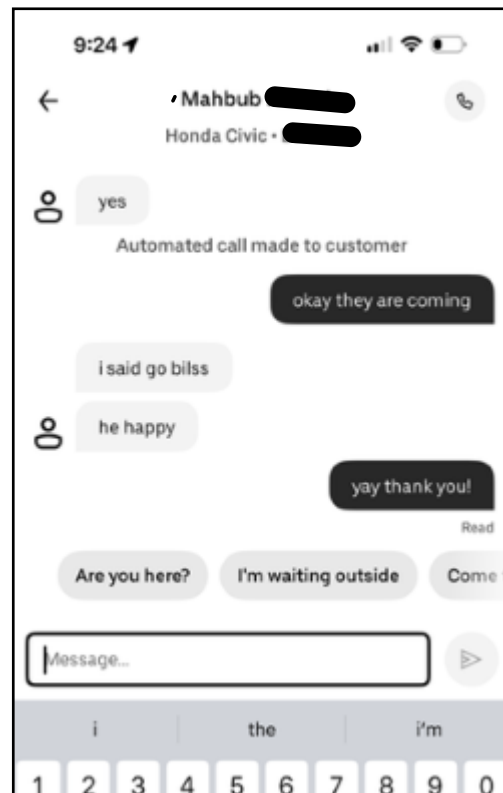 9:24
Mahbub
Honda Civic •
yes
Automated call made to customer
okay they are coming
i said go bilss
he happy
yay thank you!
Read
Are you here?
I'm waiting outside
Come
Message...
i the i'm
1 2 3 4 5 6 7 8 9 0